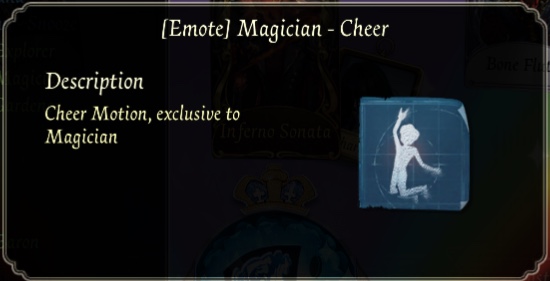 [Emote] Magician - Cheer
Description
Cheer Motion, exclusive to
Magician
Inferno Sonata